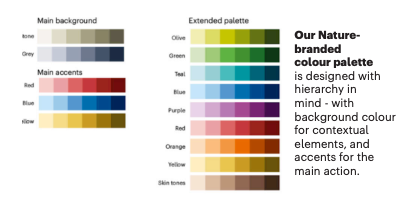 Main background
tone
Grey
Main accents
Red
Blue
Extended palette
Olive
Green
Teal
Blue
Purple
Red
Orange
Yellow
Skin tones
Our Nature-
branded
colour palette
is designed with
hierarchy in
mind - with
background colour
for contextual
elements, and
accents for the
main action.